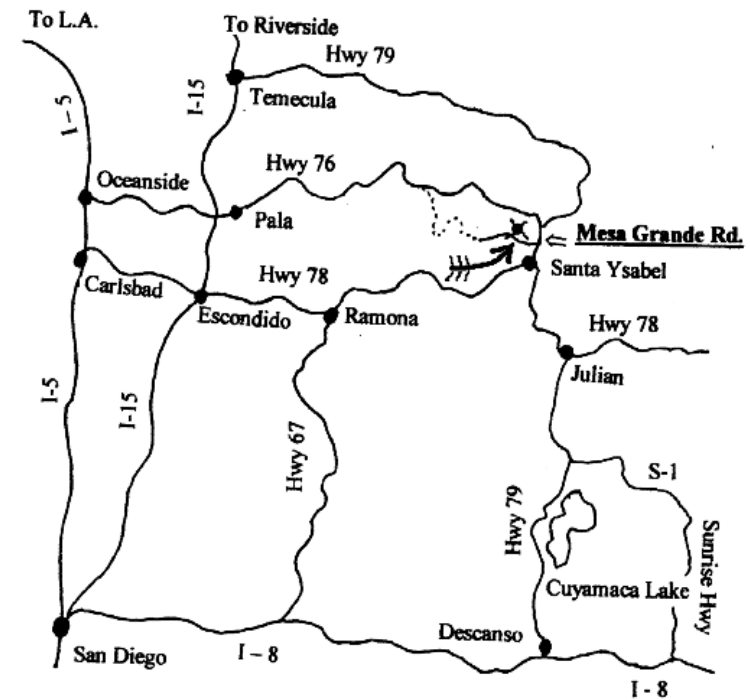 To L.A.
To Riverside
Hwy 79
I-15
I – 5
Temecula
Hwy 76
Oceanside
Pala
Mesa Grande Rd.
Santa Ysabel
Carlsbad
Hwy 78
Escondido
Ramona
Hwy 78
Julian
I-5
I-15
Hwy 67
S-1
Hwy 79
Sunrise Hwy
Cuyamaca Lake
Descanso
San Diego
I – 8
I - 8